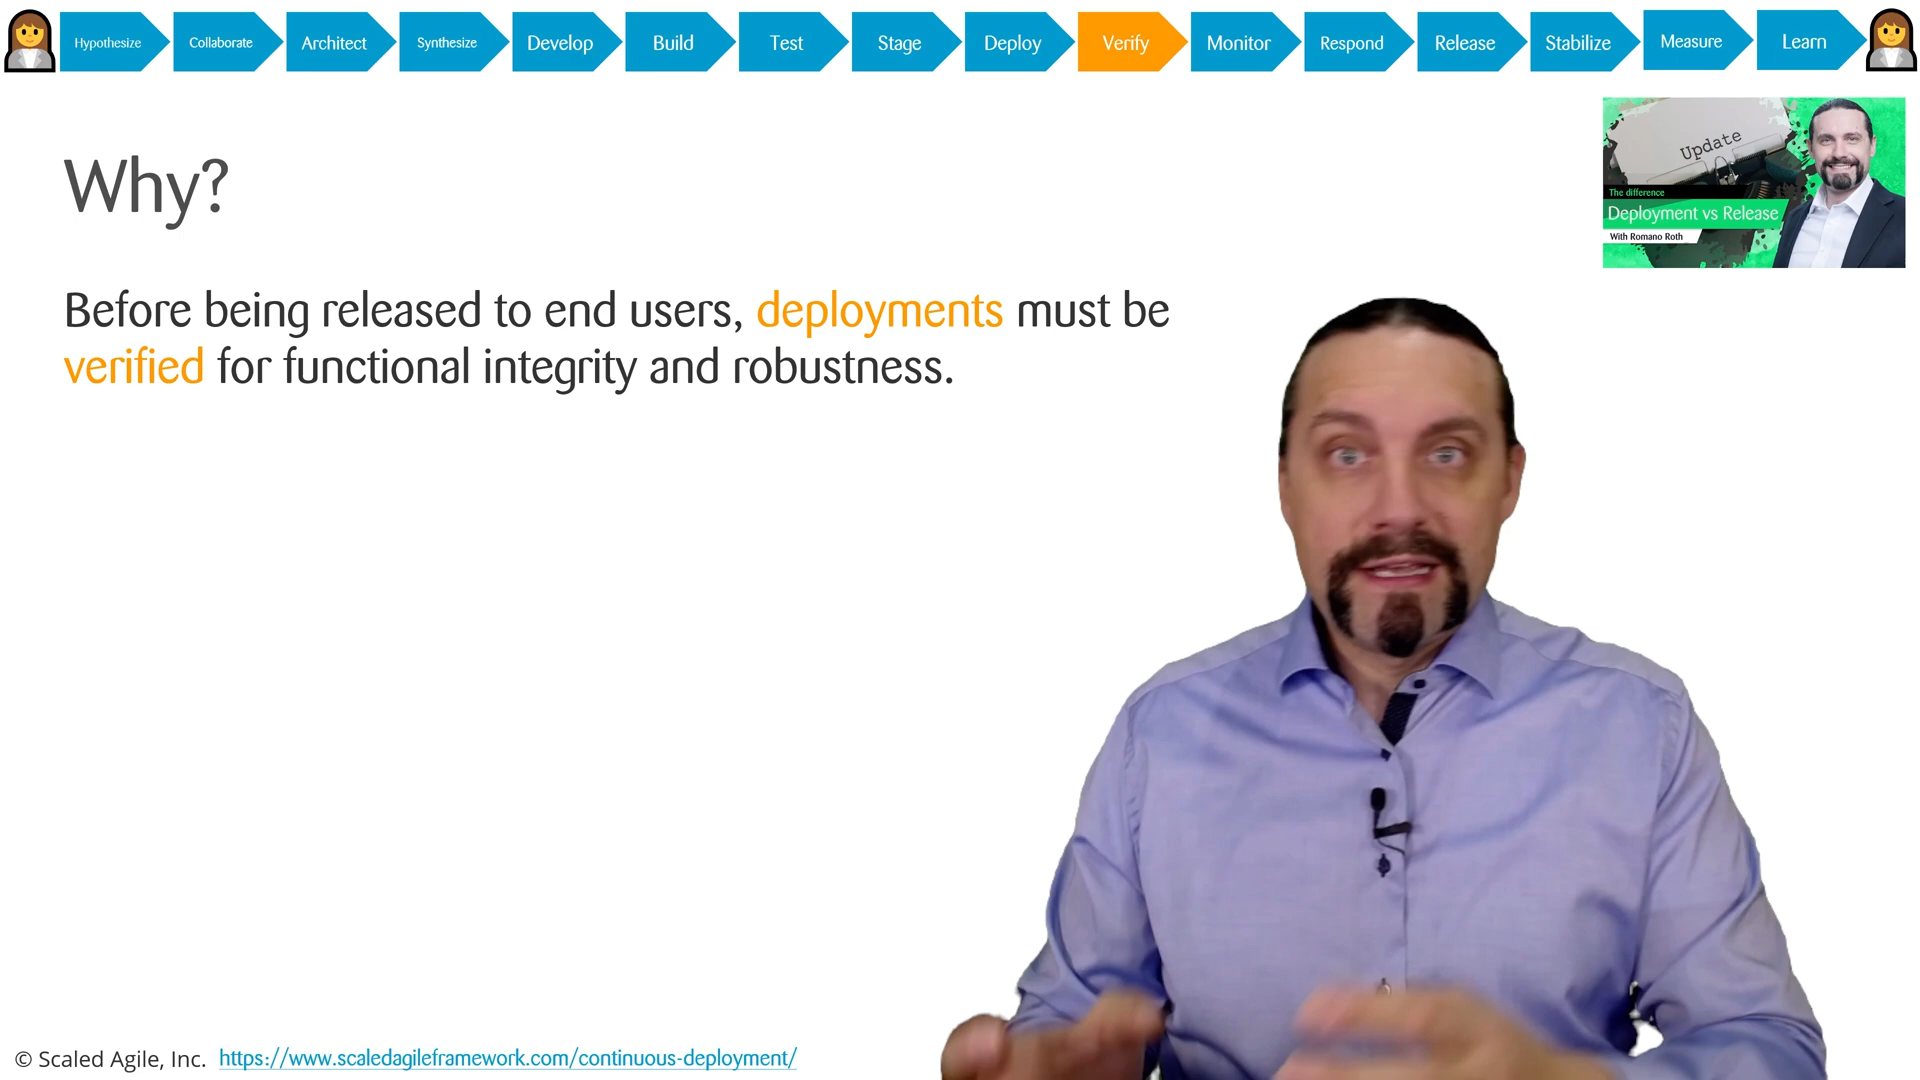 Hypothesize
Collaborate
Architect
Synthesize
Develop
Build
Test
Stage
Deploy
Verify
Monitor
Respond
Release
Stabilize
Measure
Learn
Update
The difference
Deployment vs Release
With Romano Roth
Why?
Before being released to end users, deployments must be
verified for functional integrity and robustness.
© Scaled Agile, Inc. https://www.scaledagileframework.com/continuous-deployment/